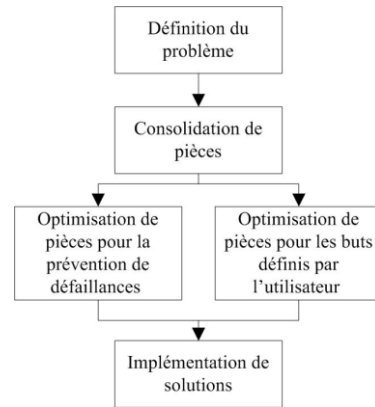 Définition du
problème
Consolidation de
pièces
Optimisation de
pièces pour la
prévention de
défaillances
Optimisation de
pièces pour les buts
définis par
l'utilisateur
Implémentation de
solutions